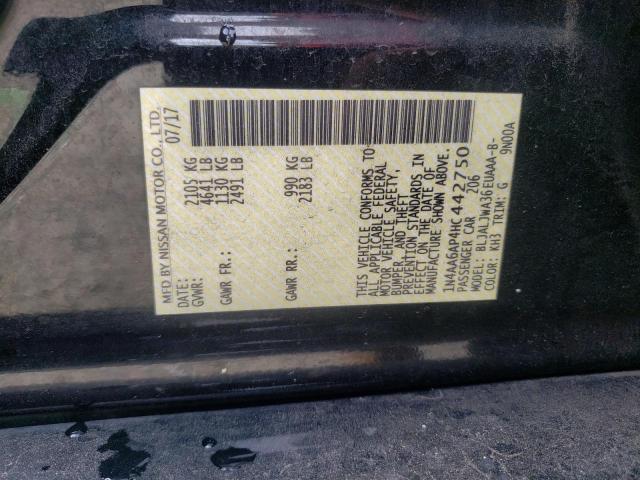 MFD BY NISSAN MOTOR CO., LTD.
DATE: 07/17
GVWR: 2105 KG
4641 LB
GAWR FR: 1130 KG
2491 LB
GAWR RR: 990 KG
2183 LB
THIS VEHICLE CONFORMS TO
ALL APPLICABLE FEDERAL
MOTOR VEHICLE SAFETY,
BUMPER, AND THEFT
PREVENTION STANDARDS IN
EFFECT ON THE DATE OF
MANUFACTURE SHOWN ABOVE.
1N4AA6AP4HC442750
PASSENGER CAR 206
MODEL: BLJALJWA36EUAAA-B-
COLOR: KH3 TRIM: G 9N00A